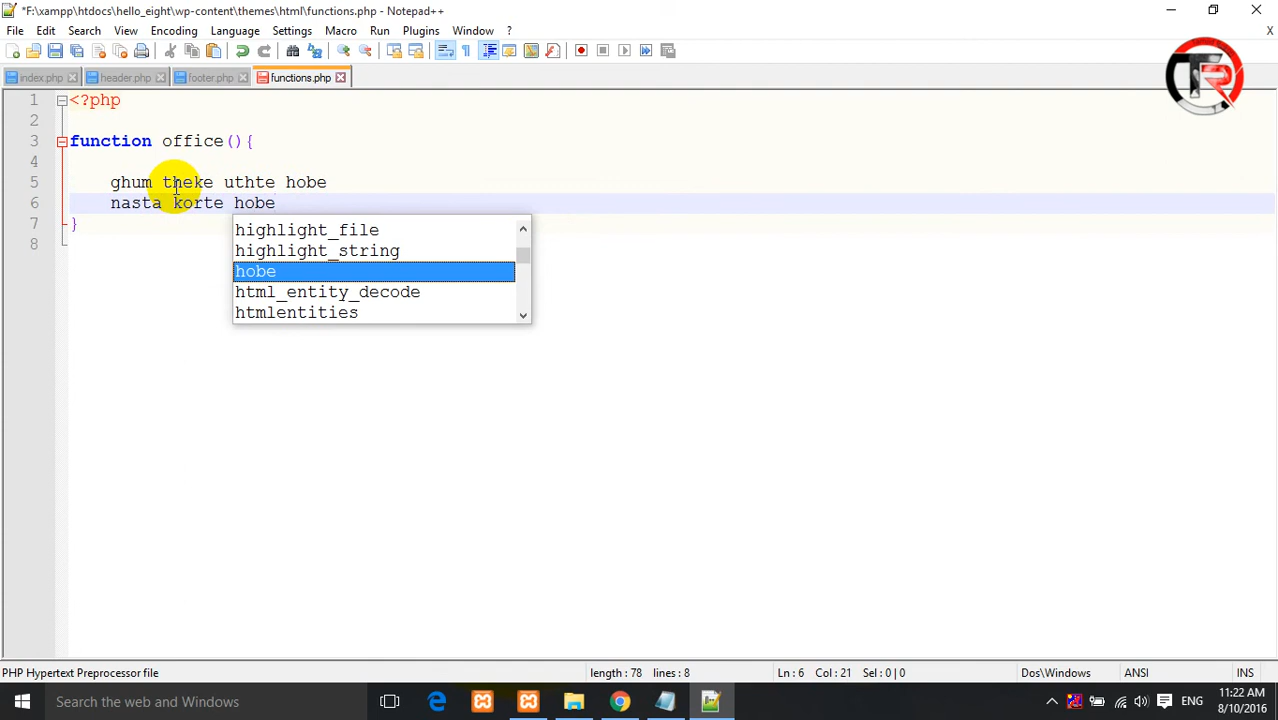 *F:\xampp\htdocs\hello_eight\wp-content\themes\html\functions.php - Notepad++
File Edit Search View Encoding Language Settings Macro Run Plugins Window ? X
index.php header.php footer.php functions.php
1 <?php
2
3 function office(){
4
5 ghum theke uthte hobe
6 nasta korte hobe
7 }
8
highlight_file
highlight_string
hobe
html_entity_decode
htmlentities
PHP Hypertext Preprocessor file length : 78 lines : 8 Ln : 6 Col : 21 Sel : 0 | 0 Dos\Windows ANSI INS
Search the web and Windows ENG 11:22 AM
8/10/2016